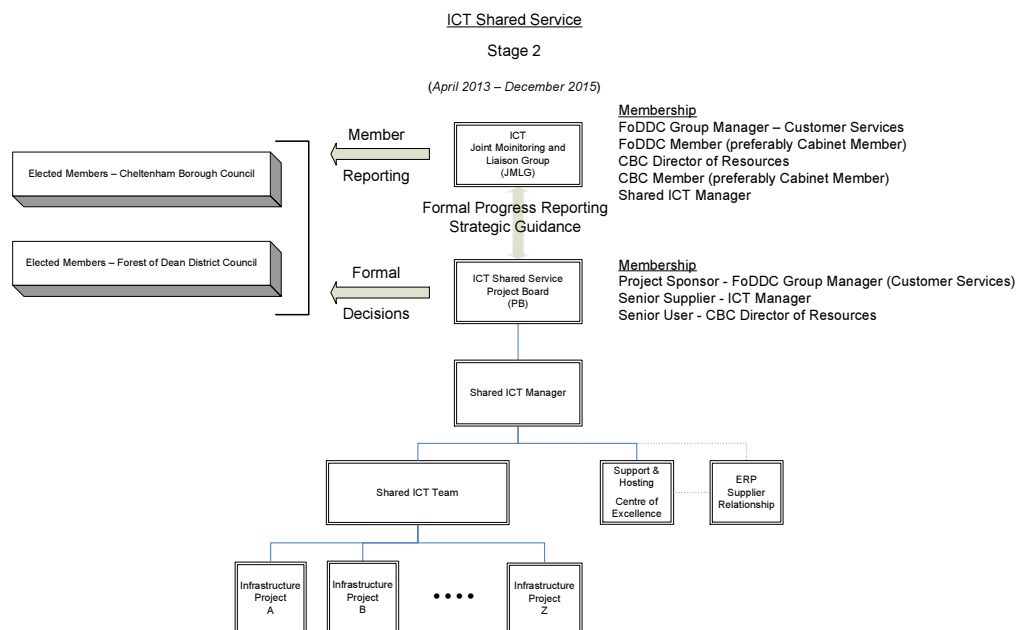 ICT Shared Service
Stage 2
(April 2013 – December 2015)
Member
Reporting
ICT
Joint Moinitoring and
Liaison Group
(JMLG)
Membership
FoDDC Group Manager – Customer Services
FoDDC Member (preferably Cabinet Member)
CBC Director of Resources
CBC Member (preferably Cabinet Member)
Shared ICT Manager
Elected Members – Cheltenham Borough Council
Formal Progress Reporting
Strategic Guidance
Elected Members – Forest of Dean District Council
Formal
Decisions
ICT Shared Service
Project Board
(PB)
Membership
Project Sponsor - FoDDC Group Manager (Customer Services)
Senior Supplier - ICT Manager
Senior User - CBC Director of Resources
Shared ICT Manager
Shared ICT Team
Support &
Hosting
Centre of
Excellence
ERP
Supplier
Relationship
Infrastructure
Project
A
Infrastructure
Project
B
••••
Infrastructure
Project
Z